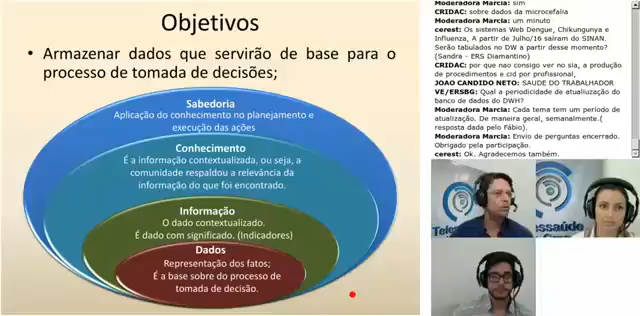 Objetivos
• Armazenar dados que servirão de base para o
processo de tomada de decisões;
Sabedoria
Aplicação do conhecimento no planejamento e
execução das ações
Conhecimento
É a informação contextualizada, ou seja, a
comunidade respaldou a relevância da
informação do que foi encontrado.
Informação
O dado contextualizado.
É dado com significado. (Indicadores)
Dados
Representação dos fatos;
É a base sobre do processo de
tomada de decisão.
Moderadora Marcia: sim
CRIDAC: sobre dados da microcefalia
Moderadora Marcia: um minuto
cerest: Os sistemas Web Dengue, Chikungunya e
Influenza, A partir de Julho/16 saíram do SINAN.
Serão tabulados no DW a partir desse momento?
(Sandra - ERS Diamantino)
CRIDAC: por que nao consigo ver no sia, a produção
de procedimentos e.cid por profissional,
JOAO CANDIDO NETO: SAUDE DO TRABALHADOR
VE/ERSBG: Qual a periodicidade de atualiuzação do
banco de dados do DWH?
Moderadora Marcia: Cada tema tem um período de
atualização. De maneira geral, semanalmente.(
resposta dada pelo Fábio).
Moderadora Marcia: Envio de perguntas encerrado.
Obrigado pela participação.
cerest: Ok. Agradecemos também.
Teless
ssaúde